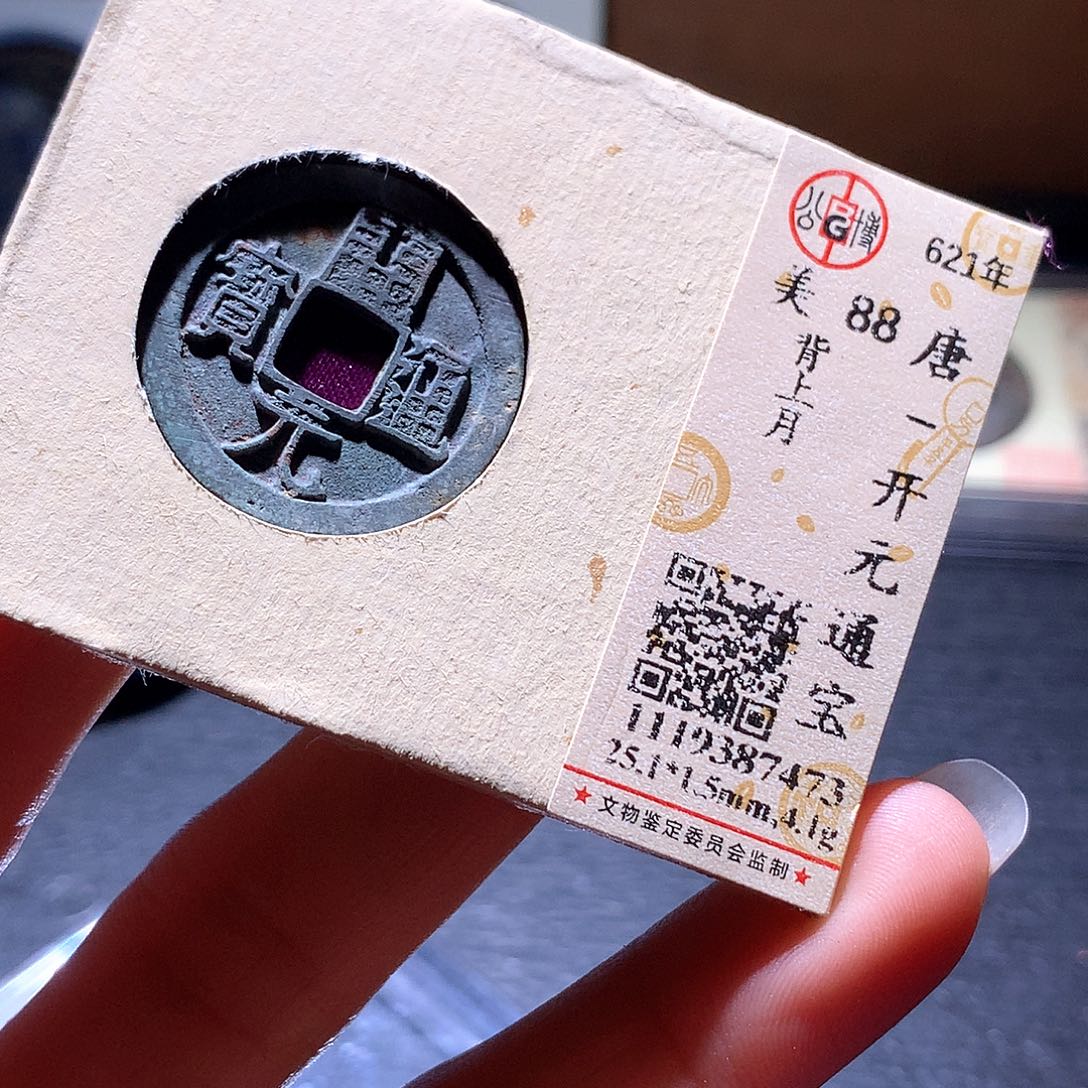 開元通寶
公博
621年
唐－开元通宝
美 88
背上月
1119387473
25.1*1.5mm,4.1g
★文物鉴定委员会监制★